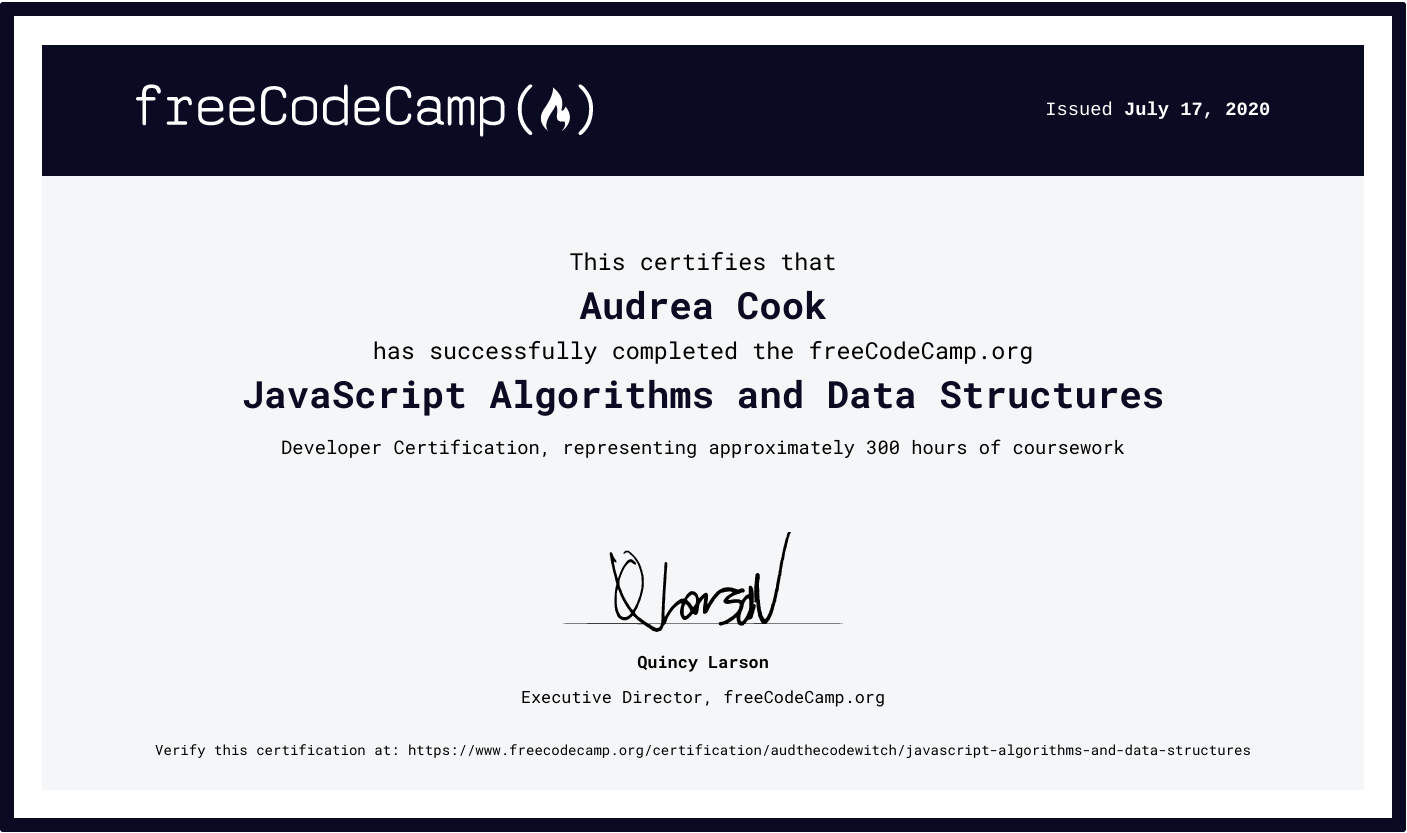 freeCodeCamp(🔥)
Issued July 17, 2020
This certifies that
Audrea Cook
has successfully completed the freeCodeCamp.org
JavaScript Algorithms and Data Structures
Developer Certification, representing approximately 300 hours of coursework
Q Larson
Quincy Larson
Executive Director, freeCodeCamp.org
Verify this certification at: https://www.freecodecamp.org/certification/audthecodewitch/javascript-algorithms-and-data-structures